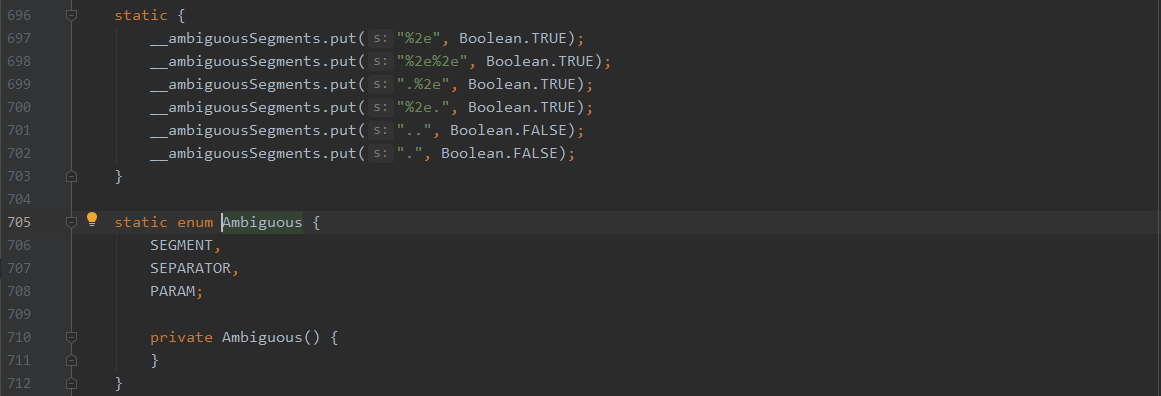 696 static {
697 __ambiguousSegments.put( s: "%2e", Boolean.TRUE);
698 __ambiguousSegments.put( s: "%2e%2e", Boolean.TRUE);
699 __ambiguousSegments.put( s: ".%2e", Boolean.TRUE);
700 __ambiguousSegments.put( s: "%2e.", Boolean.TRUE);
701 __ambiguousSegments.put( s: "..", Boolean.FALSE);
702 __ambiguousSegments.put( s: ".", Boolean.FALSE);
703 }
704
705 static enum Ambiguous {
706 SEGMENT,
707 SEPARATOR,
708 PARAM;
709
710 private Ambiguous() {
711 }
712 }